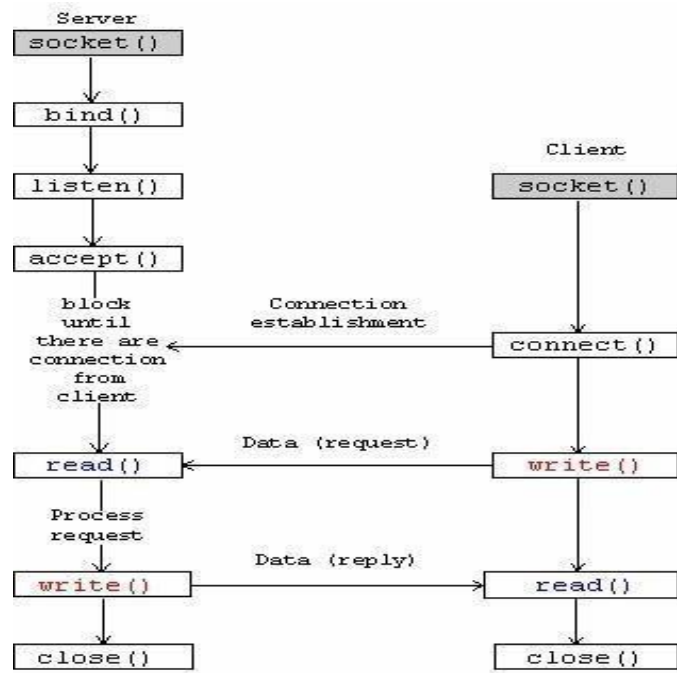 Server
socket()
bind()
listen()
Client
socket()
accept()
block
until
there are
connection
from
client
Connection
establishment
connect()
Data (request)
read()
write()
Process
request
Data (reply)
write()
read()
close()
close()